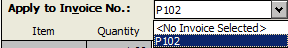 Apply to Invoice No.: P102
<No Invoice Selected>
Item Quantity P102